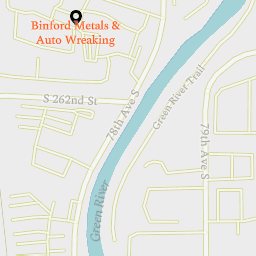 Binford Metals &
Auto Wreaking
S 262nd St
78th Ave S
Green River Trail
79th Ave S
Green River